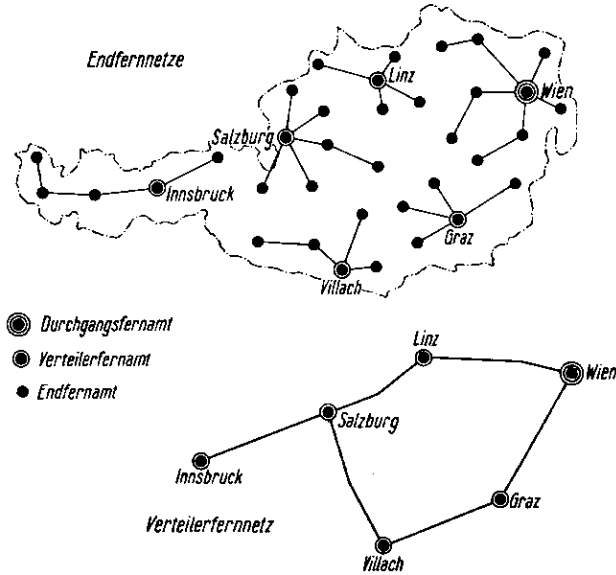 Endfernnetze
Linz
Wien
Salzburg
Innsbruck
Graz
Villach
Durchgangsfernamt
Verteilerfernamt
Endfernamt
Linz
Wien
Salzburg
Innsbruck
Graz
Verteilerfernnetz
Villach